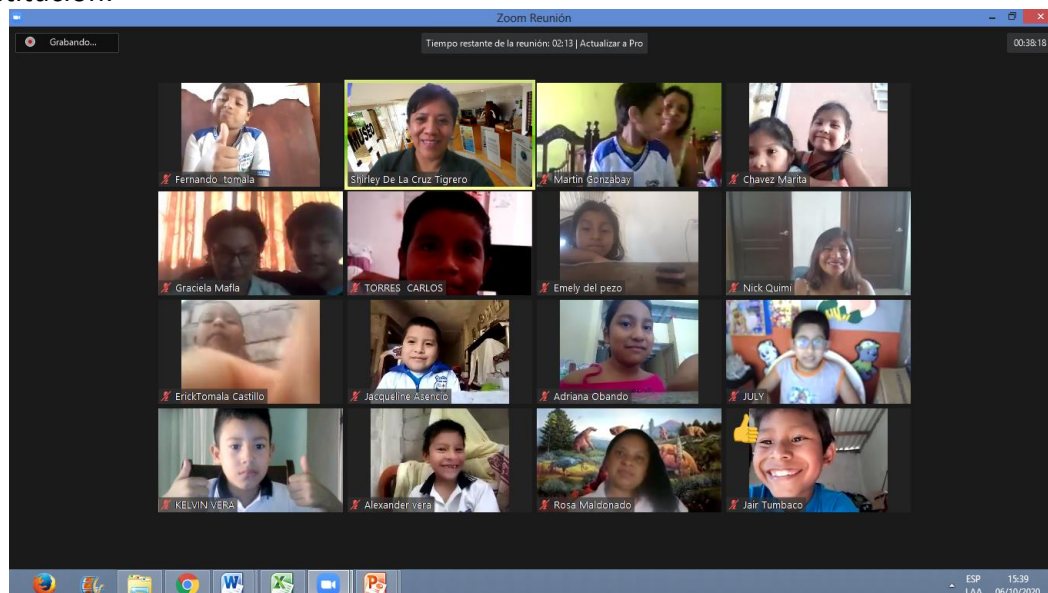 Zoom Reunión
Grabando...
Tiempo restante de la reunión: 02:13 | Actualizar a Pro
00:38:18
MUSEO
Fernando tomala
Shirley De La Cruz Tigrero
Martin Gonzabay
Chavez Marita
Graciela Mafla
TORRES CARLOS
Emely del pezo
Nick Quimi
ErickTomala Castillo
Jacqueline Asencio
Adriana Obando
JULY
KELVIN VERA
Alexander vera
Rosa Maldonado
Jair Tumbaco
ESP
15:39
LAA
06/10/2020